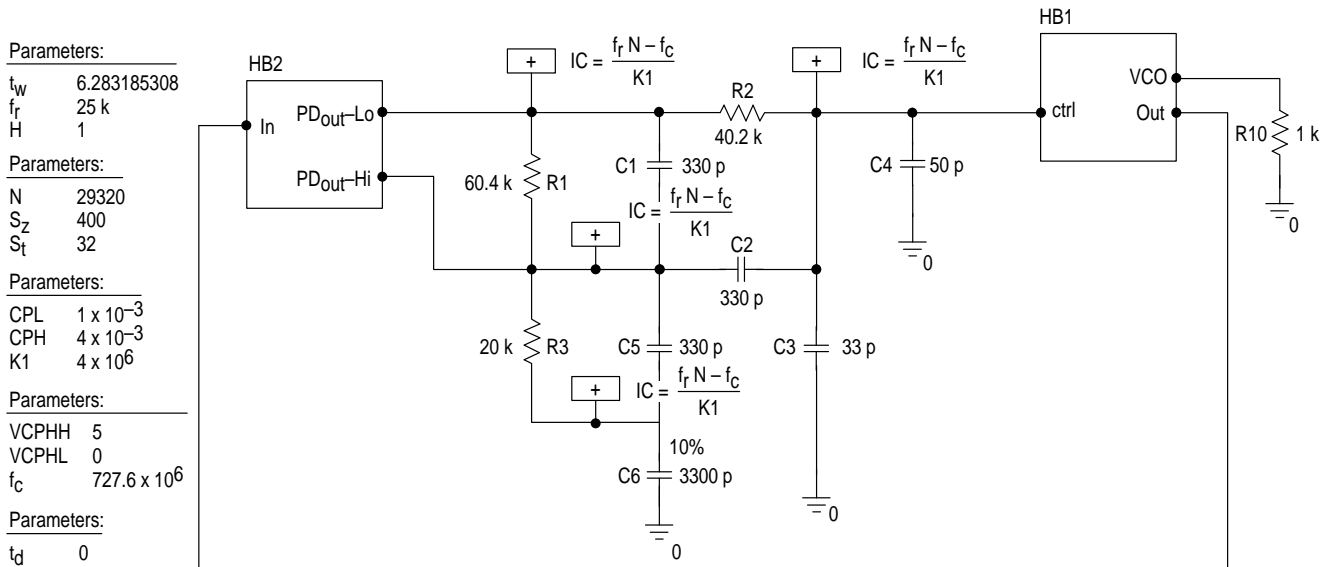 Parameters:
t_w 6.283185308
f_r 25 k
H 1
Parameters:
N 29320
S_z 400
S_t 32
Parameters:
CPL 1 x 10^–3
CPH 4 x 10^–3
K1 4 x 10^6
Parameters:
VCPHH 5
VCPHL 0
f_c 727.6 x 10^6
Parameters:
t_d 0
HB2
In
PD_out–Lo
PD_out–Hi
+
IC = f_r N – f_c
K1
60.4 k R1
C1 330 p
IC = f_r N – f_c
K1
R2
40.2 k
+
IC = f_r N – f_c
K1
C4 50 p
0
+
C2
330 p
20 k R3
C5 330 p
IC = f_r N – f_c
K1
C3 33 p
0
+
10%
C6 3300 p
0
HB1
VCO
ctrl
Out
R10 1 k
0